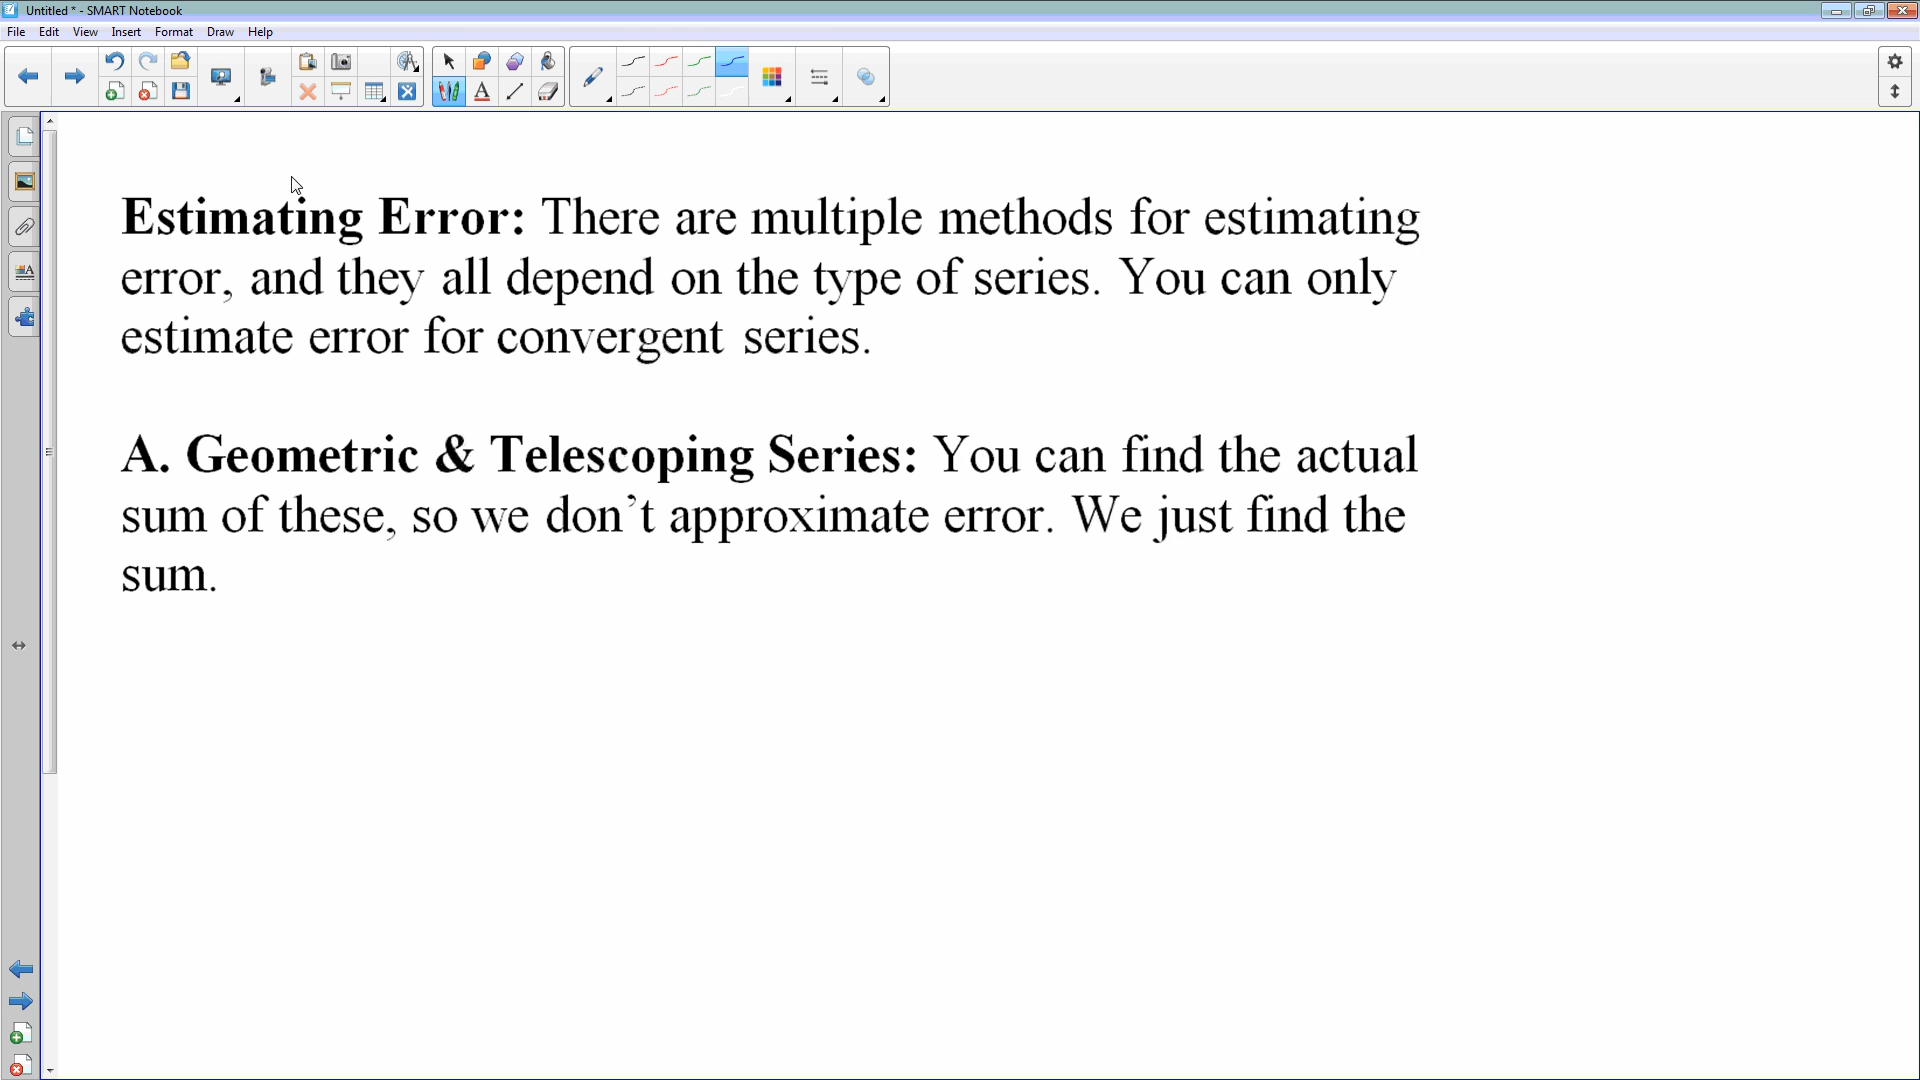 Untitled * - SMART Notebook
File Edit View Insert Format Draw Help
Estimating Error: There are multiple methods for estimating
error, and they all depend on the type of series. You can only
estimate error for convergent series.
A. Geometric & Telescoping Series: You can find the actual
sum of these, so we don’t approximate error. We just find the
sum.